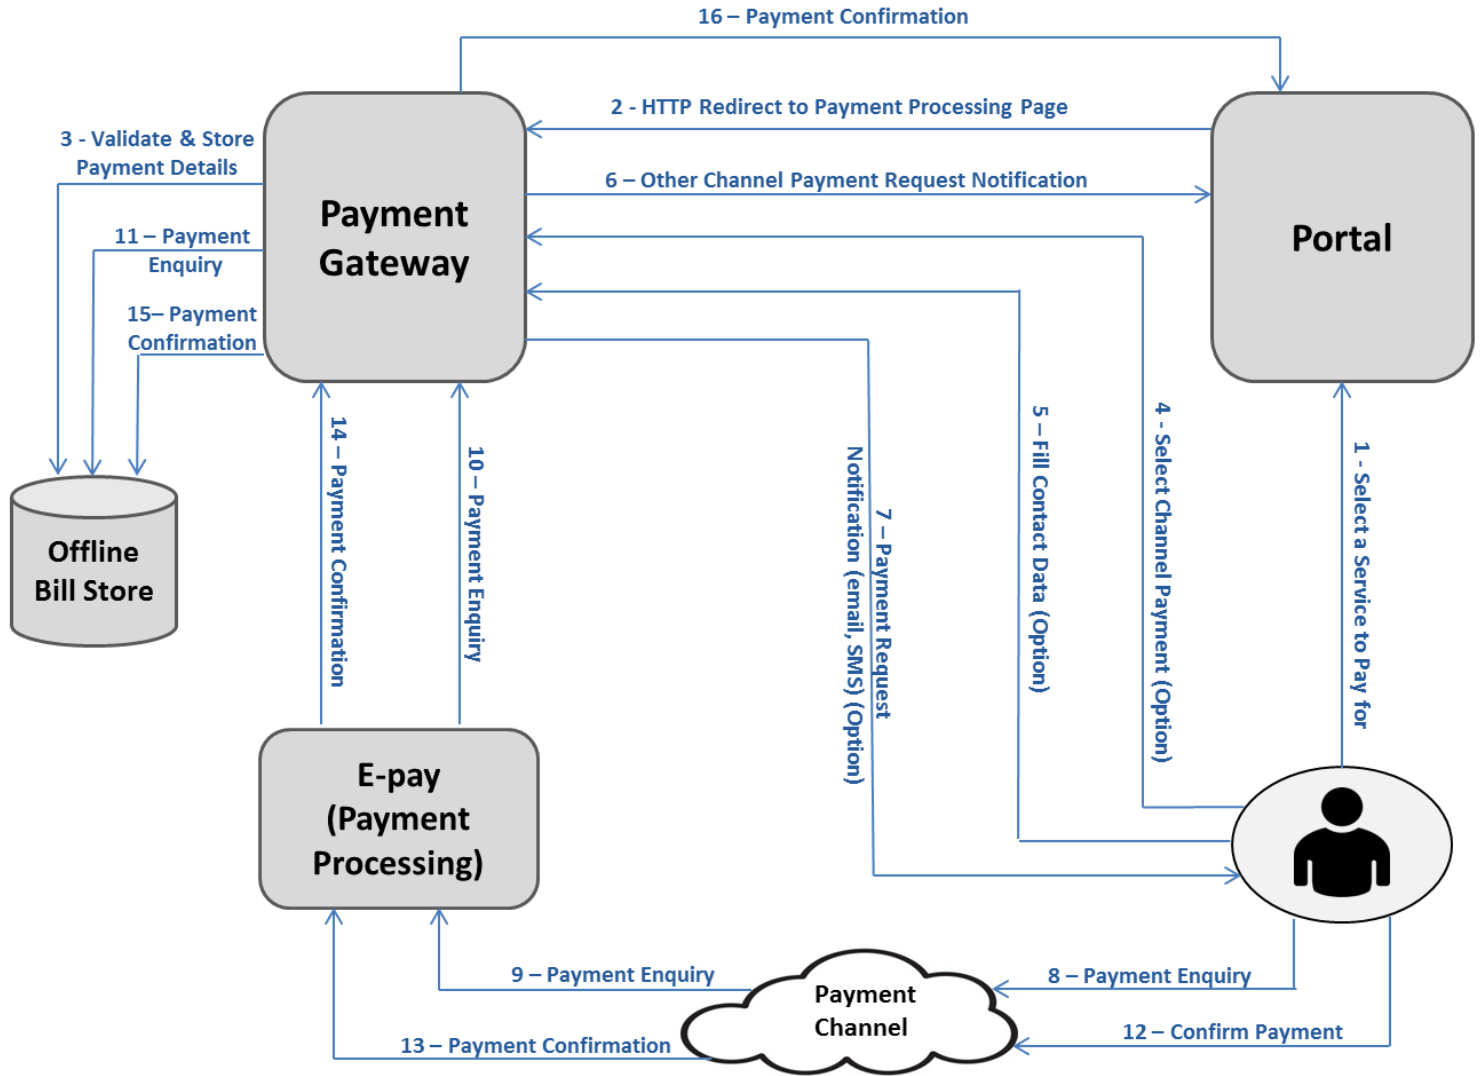 16 – Payment Confirmation
2 - HTTP Redirect to Payment Processing Page
3 - Validate & Store
Payment Details
6 – Other Channel Payment Request Notification
Payment
Gateway
Portal
11 – Payment
Enquiry
15– Payment
Confirmation
14 – Payment Confirmation
10 – Payment Enquiry
7 – Payment Request
Notification (email, SMS) (Option)
5 – Fill Contact Data (Option)
4 - Select Channel Payment (Option)
1 - Select a Service to Pay for
Offline
Bill Store
E-pay
(Payment
Processing)
9 – Payment Enquiry
Payment
Channel
8 – Payment Enquiry
13 – Payment Confirmation
12 – Confirm Payment